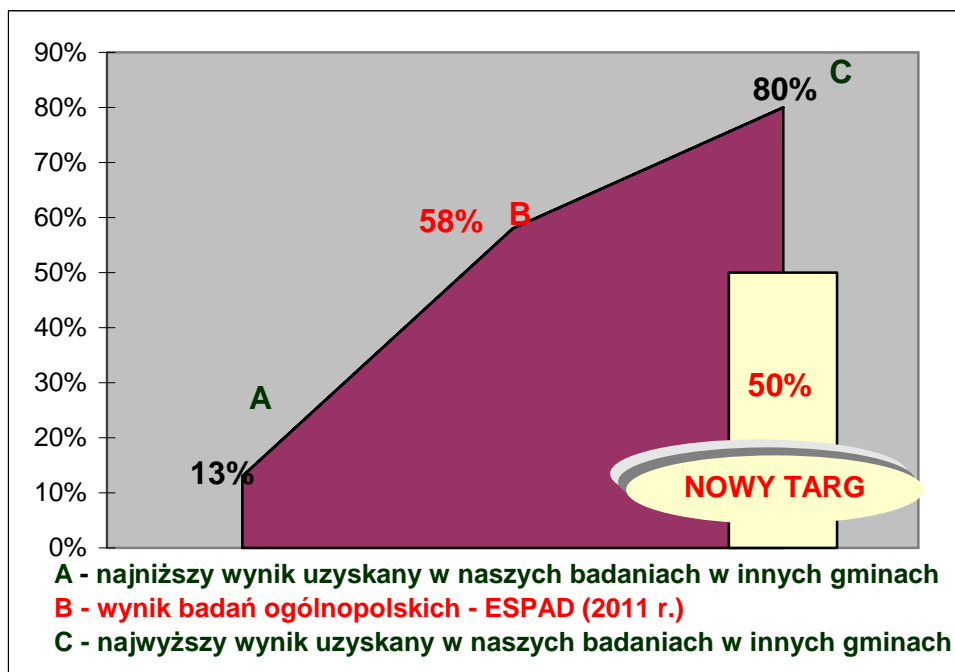 90%
80%
70%
60%
50%
40%
30%
20%
10%
0%
C
80%
58%
B
A
13%
50%
NOWY TARG
A - najniższy wynik uzyskany w naszych badaniach w innych gminach
B - wynik badań ogólnopolskich - ESPAD (2011 r.)
C - najwyższy wynik uzyskany w naszych badaniach w innych gminach